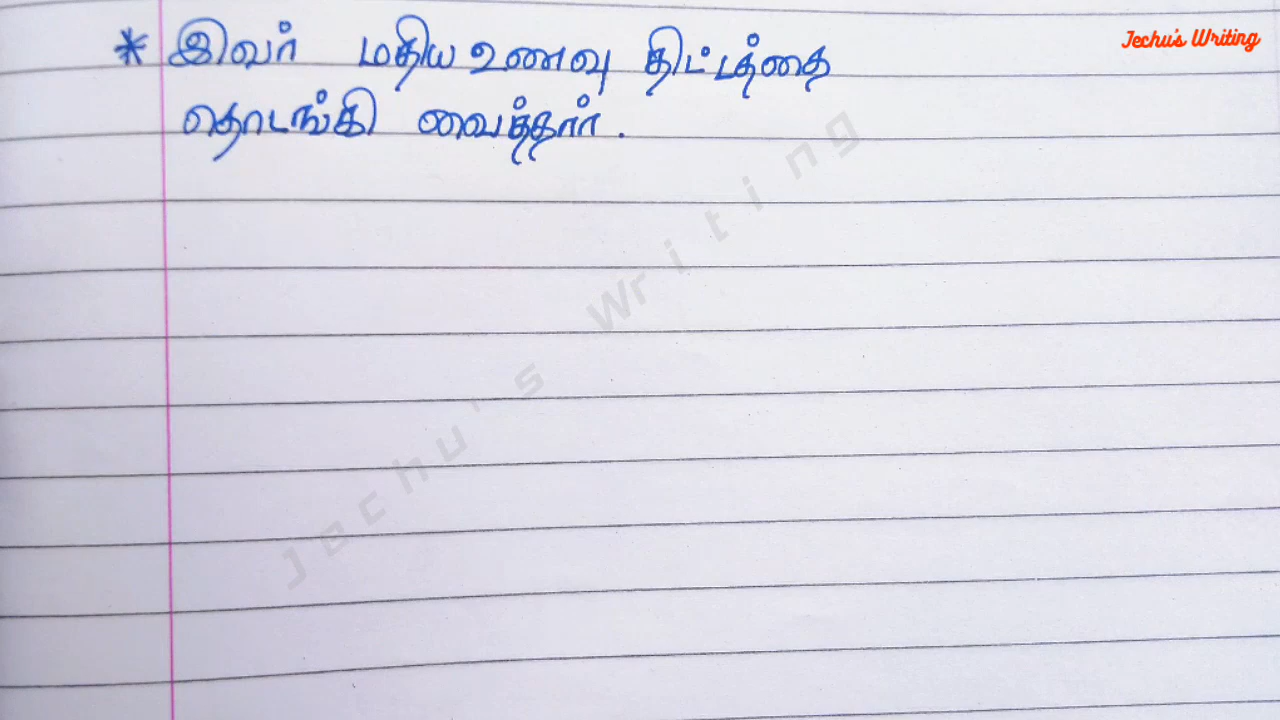 Jechu's Writing
* இவர் மதிய உணவு திட்டத்தை
தொடங்கி வைத்தார்.
Jechu's Writing